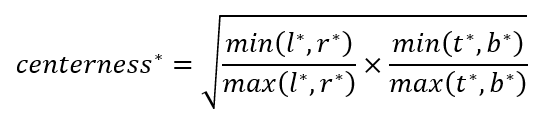 centerness* = √(min(l*, r*)/max(l*, r*) × min(t*, b*)/max(t*, b*))